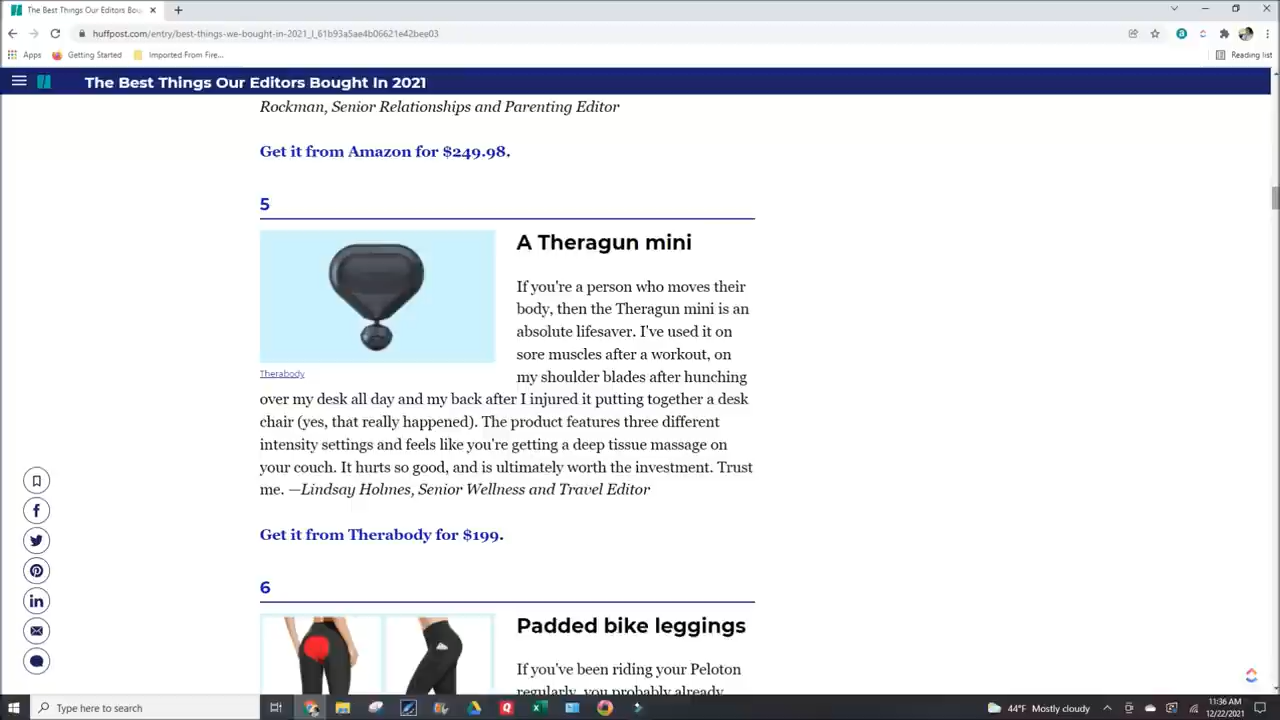 The Best Things Our Editors Bou
huffpost.com/entry/best-things-we-bought-in-2021_l_61b93a5ae4b06621e42bee03
Apps
Getting Started
Imported From Fire...
Reading list
The Best Things Our Editors Bought In 2021
Rockman, Senior Relationships and Parenting Editor
Get it from Amazon for $249.98.
5
A Theragun mini
If you're a person who moves their
body, then the Theragun mini is an
absolute lifesaver. I've used it on
sore muscles after a workout, on
my shoulder blades after hunching
Therabody
over my desk all day and my back after I injured it putting together a desk
chair (yes, that really happened). The product features three different
intensity settings and feels like you're getting a deep tissue massage on
your couch. It hurts so good, and is ultimately worth the investment. Trust
me. —Lindsay Holmes, Senior Wellness and Travel Editor
Get it from Therabody for $199.
6
Padded bike leggings
If you've been riding your Peloton
regularly, you probably already
Type here to search
44°F Mostly cloudy
11:36 AM
12/22/2021